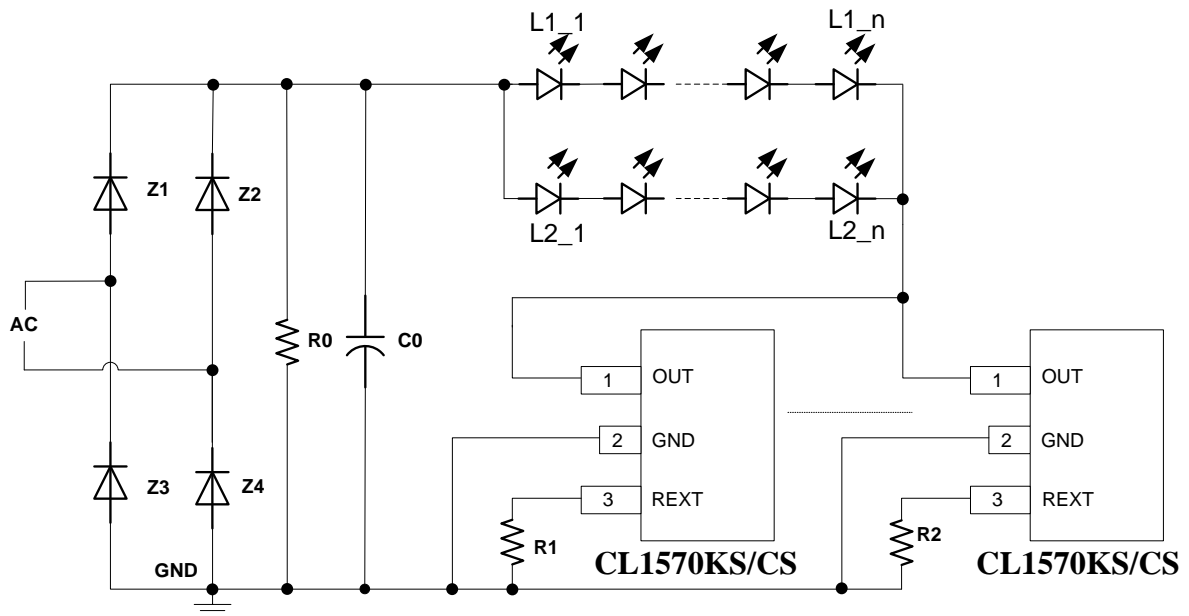 L1_1
L1_n
Z1
Z2
L2_1
L2_n
AC
R0
C0
1
OUT
1
OUT
2
GND
2
GND
Z3
Z4
3
REXT
3
REXT
R1
R2
GND
CL1570KS/CS
CL1570KS/CS